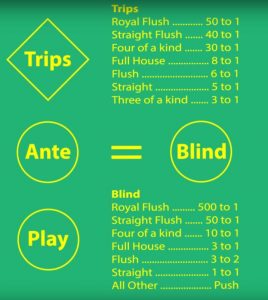 Trips
Royal Flush ............ 50 to 1
Straight Flush ....... 40 to 1
Four of a kind ....... 30 to 1
Full House ............... 8 to 1
Flush ........................ 6 to 1
Straight .................... 5 to 1
Three of a kind ....... 3 to 1
Trips
Ante = Blind
Blind
Royal Flush ......... 500 to 1
Straight Flush ....... 50 to 1
Four of a kind ....... 10 to 1
Full House ............... 3 to 1
Flush ........................ 3 to 2
Straight .................... 1 to 1
All Other .................. Push
Play